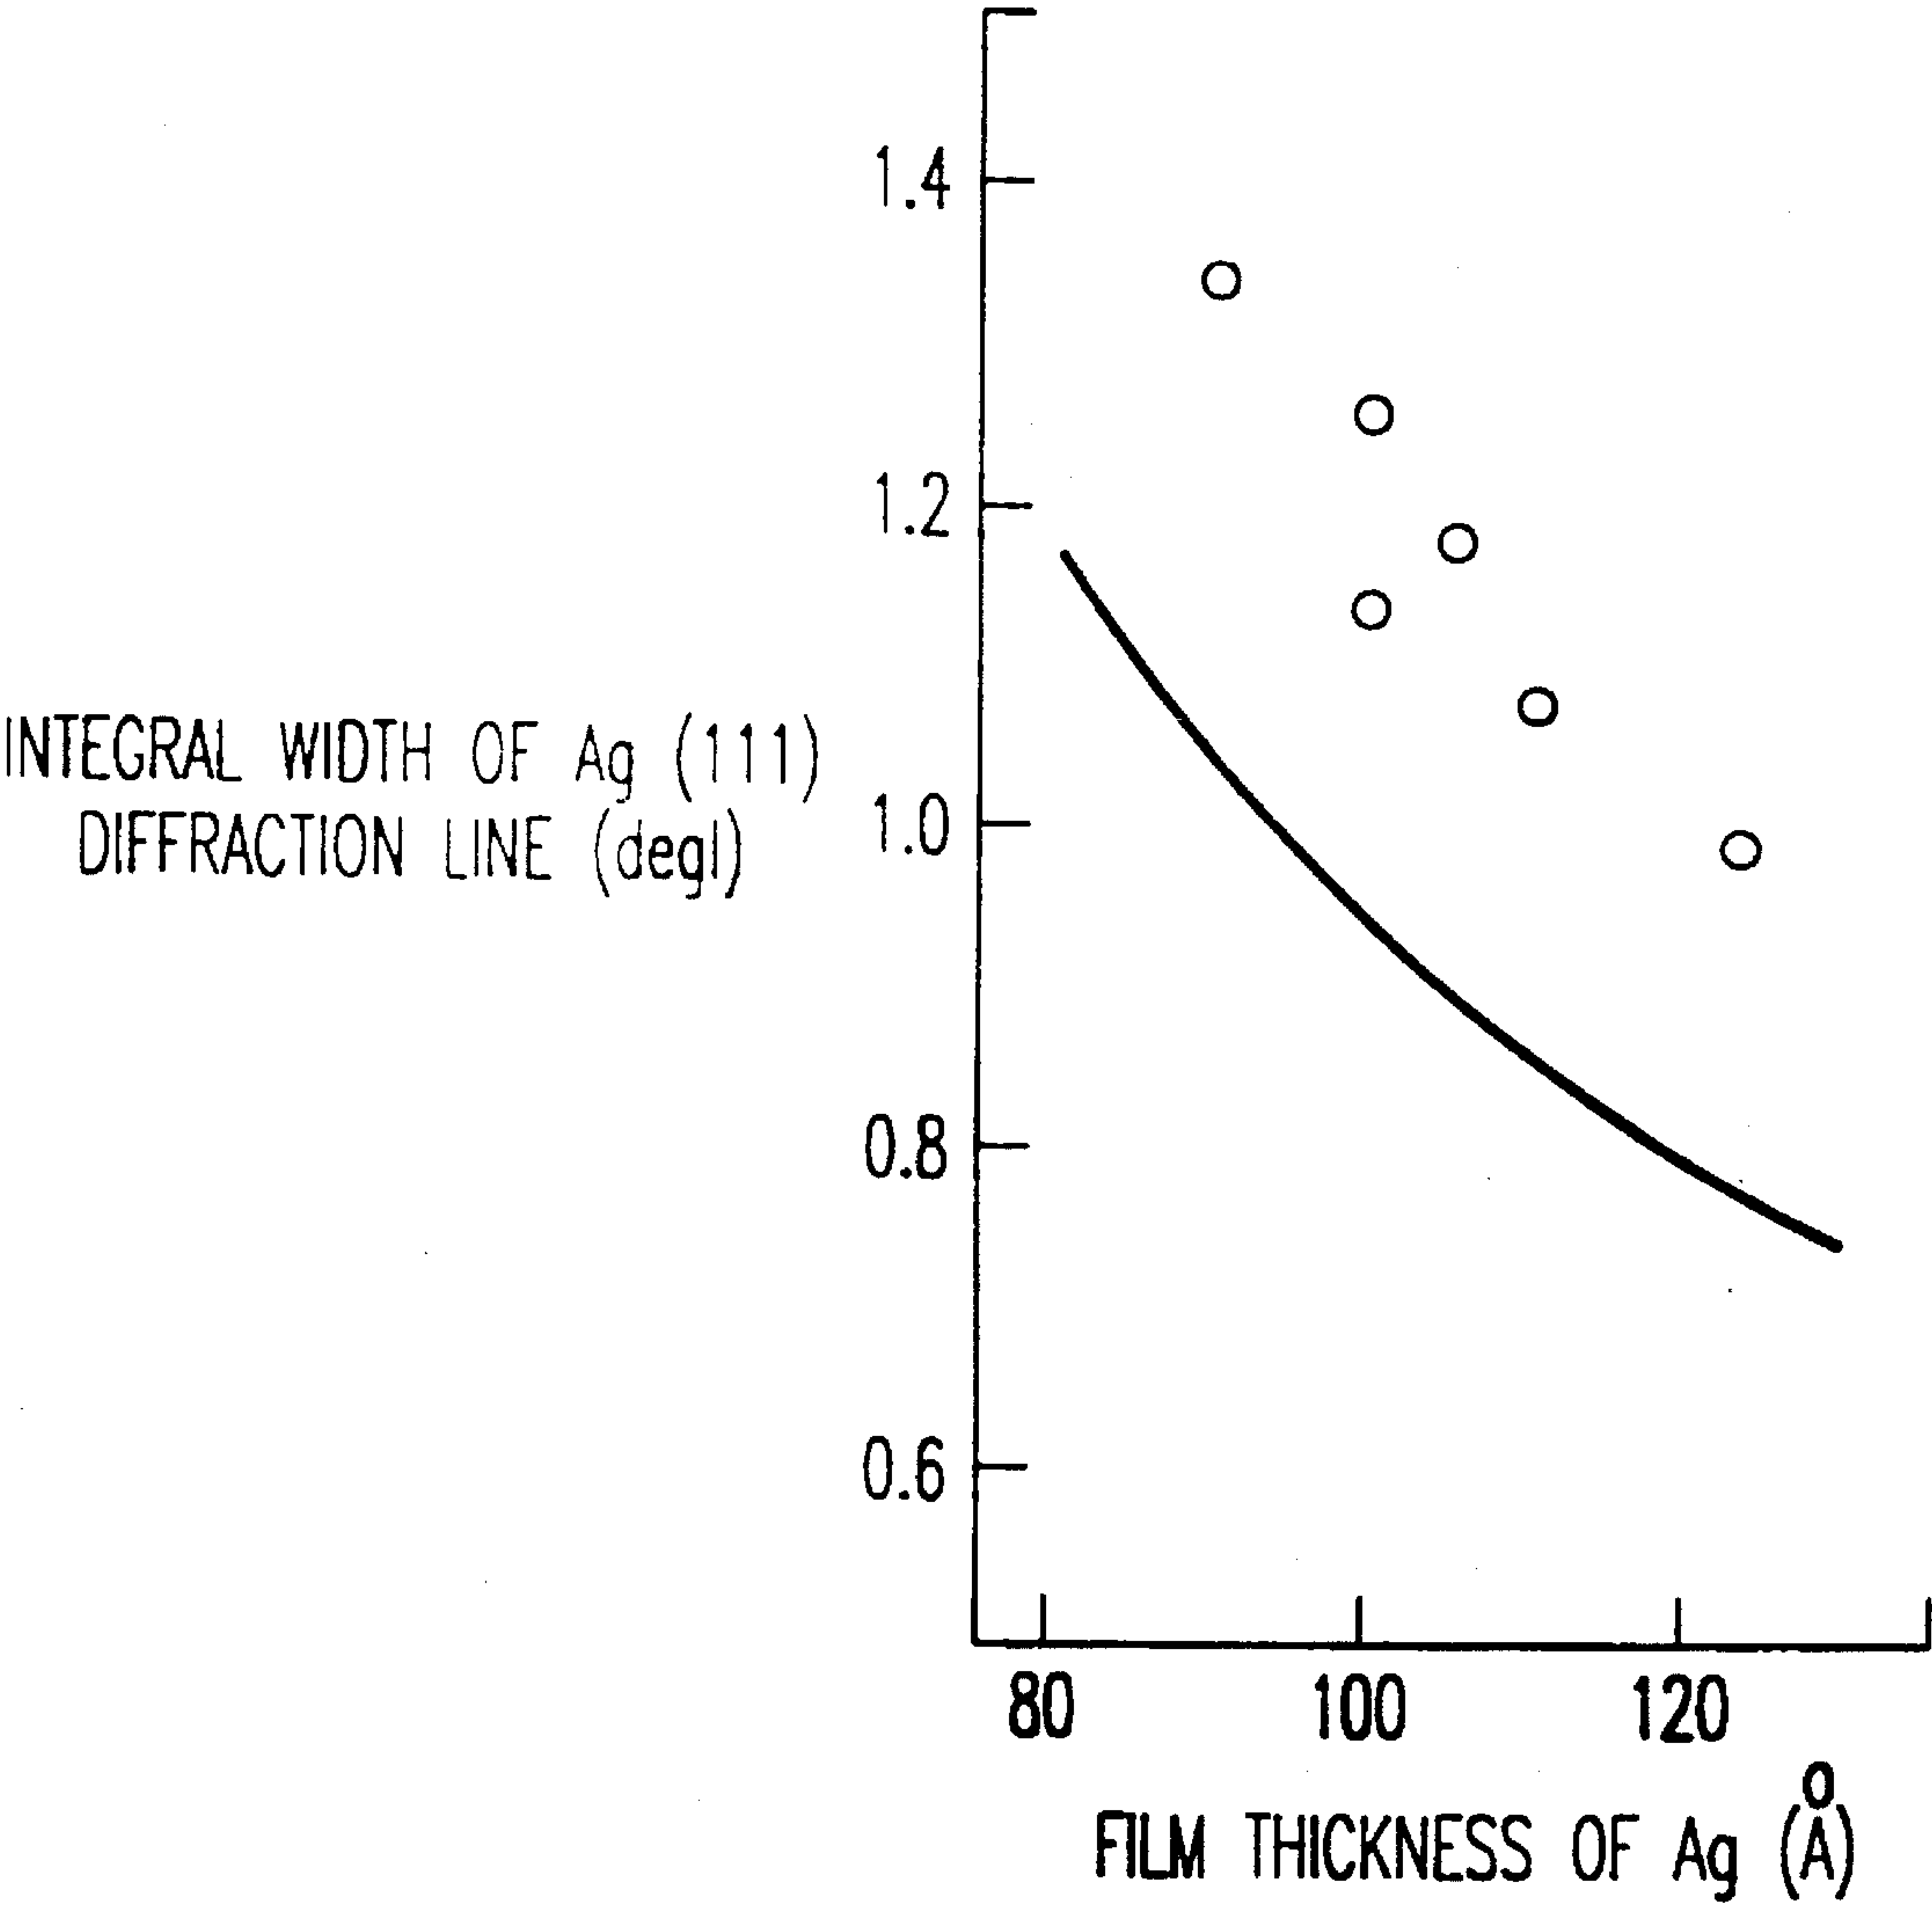 1.4
1.2
INTEGRAL WIDTH OF Ag (111)
DIFFRACTION LINE (degl)
1.0
0.8
0.6
80 100 120
FILM THICKNESS OF Ag (Å)